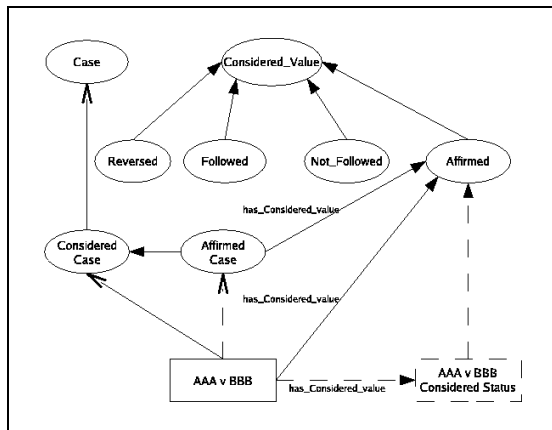 Case
Considered_Value
Reversed
Followed
Not_Followed
Affirmed
has_Considered_value
Considered
Case
Affirmed
Case
has_Considered_value
AAA v BBB
has_Considered_value
AAA v BBB
Considered Status